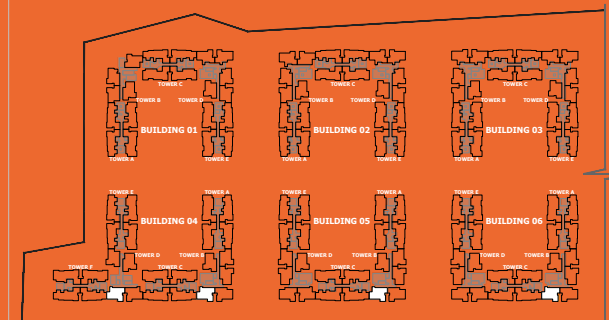 TOWER C TOWER C TOWER C
TOWER B TOWER D TOWER B TOWER D TOWER B TOWER D
BUILDING 01 BUILDING 02 BUILDING 03
TOWER A TOWER E TOWER A TOWER E TOWER A TOWER E
TOWER E TOWER A TOWER E TOWER A TOWER E TOWER A
BUILDING 04 BUILDING 05 BUILDING 06
TOWER D TOWER B TOWER D TOWER B TOWER D TOWER B
TOWER F TOWER C TOWER C TOWER C